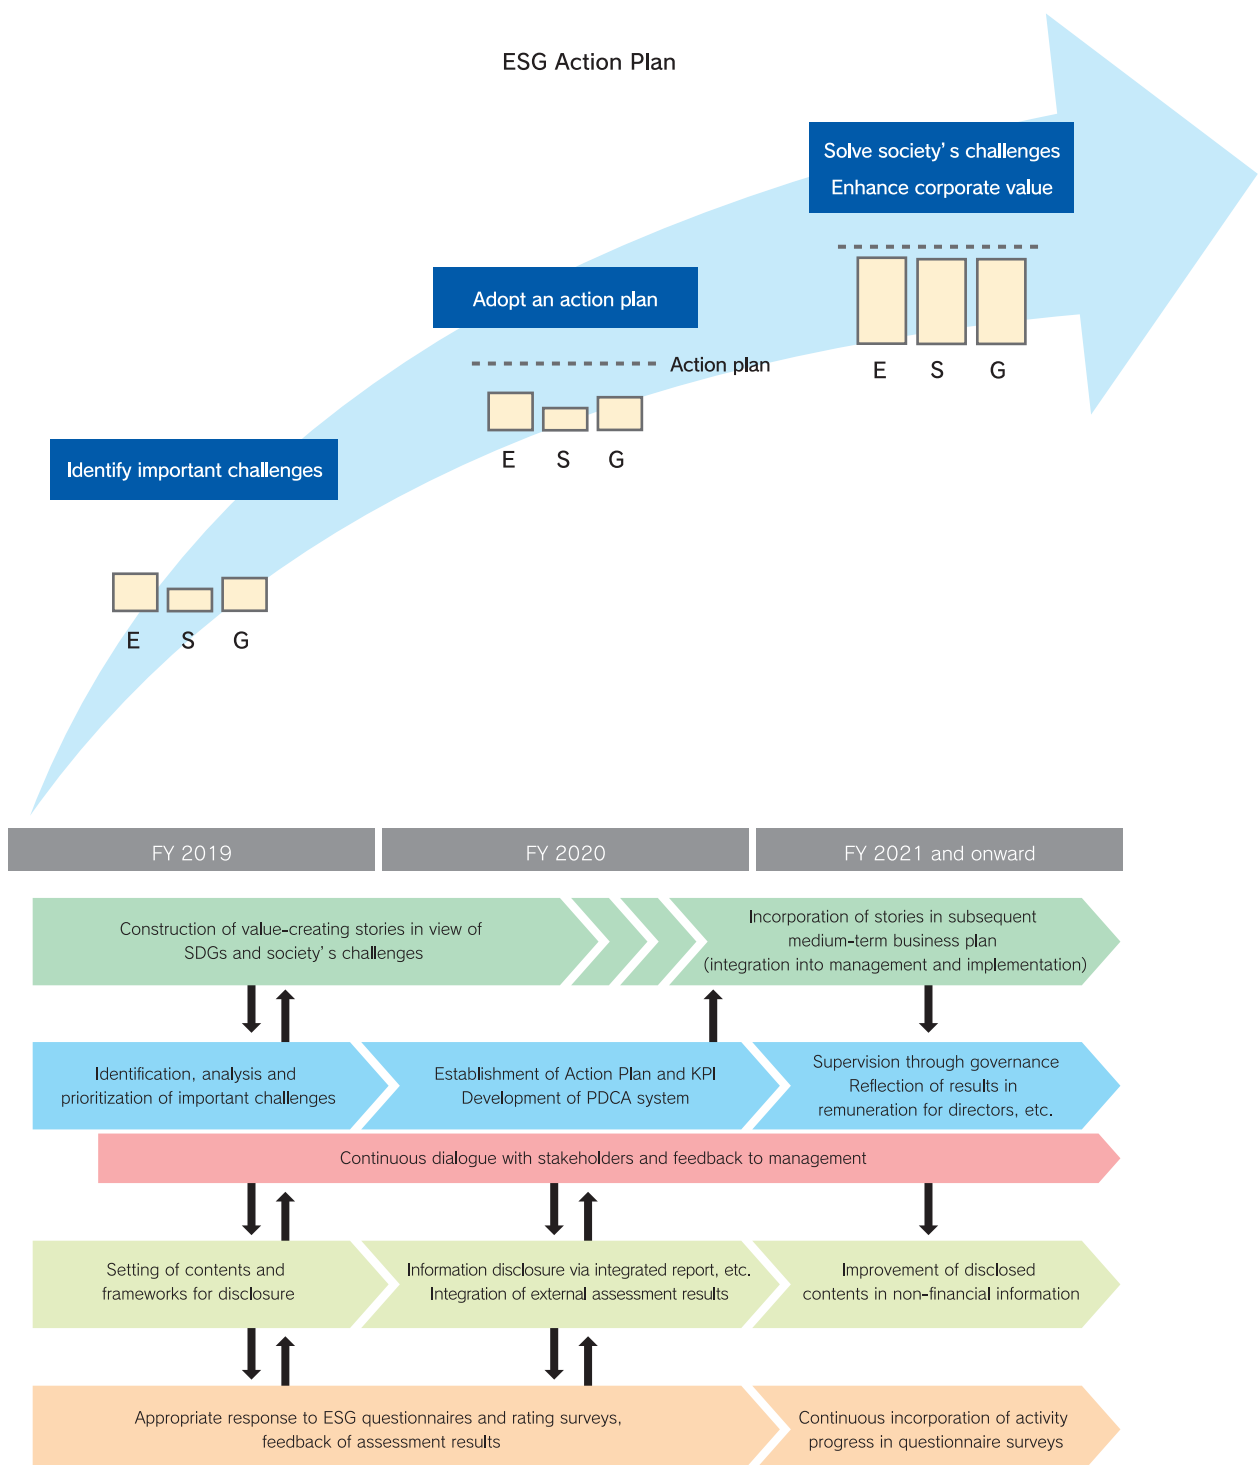 ESG Action Plan
Solve society's challenges
Enhance corporate value
E S G
Adopt an action plan
Action plan
E S G
Identify important challenges
E S G
FY 2019
FY 2020
FY 2021 and onward
Construction of value-creating stories in view of
SDGs and society's challenges
Incorporation of stories in subsequent
medium-term business plan
(integration into management and implementation)
Identification, analysis and
prioritization of important challenges
Establishment of Action Plan and KPI
Development of PDCA system
Supervision through governance
Reflection of results in
remuneration for directors, etc.
Continuous dialogue with stakeholders and feedback to management
Setting of contents and
frameworks for disclosure
Information disclosure via integrated report, etc.
Integration of external assessment results
Improvement of disclosed
contents in non-financial information
Appropriate response to ESG questionnaires and rating surveys,
feedback of assessment results
Continuous incorporation of activity
progress in questionnaire surveys